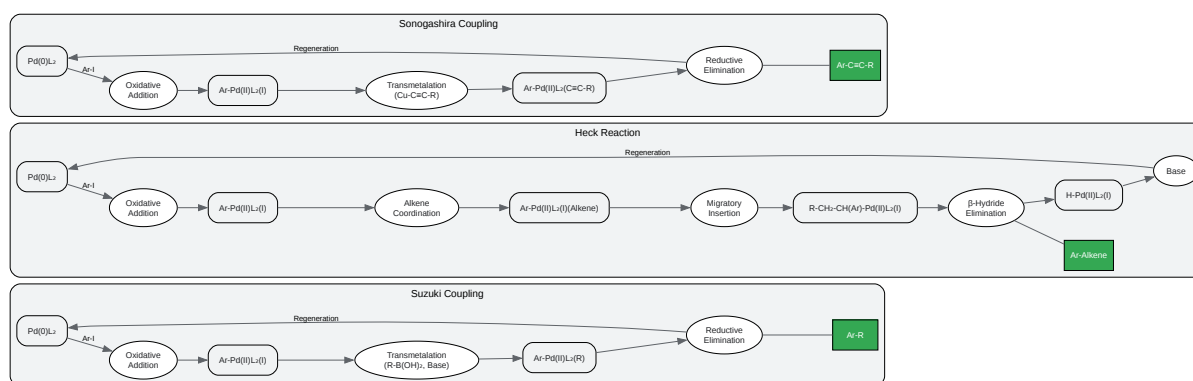 Sonogashira Coupling
Pd(0)L₂
Ar-I
Oxidative
Addition
Ar-Pd(II)L₂(I)
Transmetalation
(Cu-C≡C-R)
Ar-Pd(II)L₂(C≡C-R)
Reductive
Elimination
Ar-C≡C-R
Regeneration
Heck Reaction
Pd(0)L₂
Ar-I
Oxidative
Addition
Ar-Pd(II)L₂(I)
Alkene
Coordination
Ar-Pd(II)L₂(I)(Alkene)
Migratory
Insertion
R-CH₂-CH(Ar)-Pd(II)L₂(I)
β-Hydride
Elimination
H-Pd(II)L₂(I)
Base
Ar-Alkene
Regeneration
Suzuki Coupling
Pd(0)L₂
Ar-I
Oxidative
Addition
Ar-Pd(II)L₂(I)
Transmetalation
(R-B(OH)₂, Base)
Ar-Pd(II)L₂(R)
Reductive
Elimination
Ar-R
Regeneration